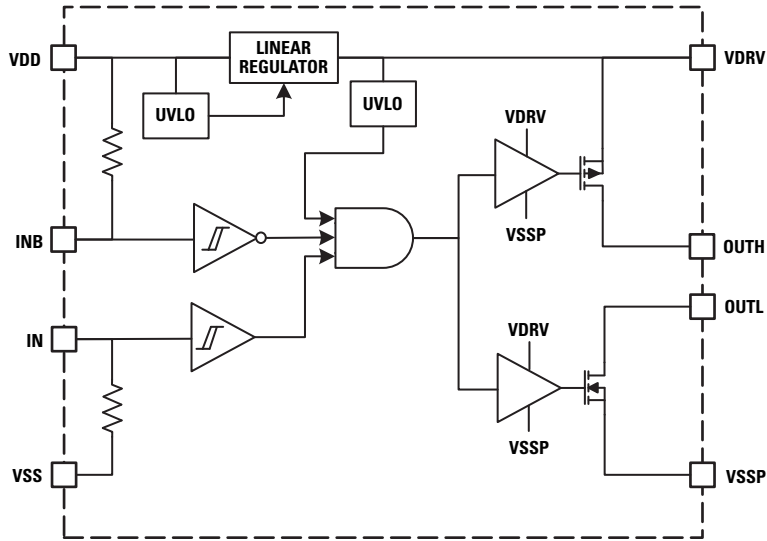 VDD
LINEAR
REGULATOR
VDRV
UVLO
UVLO
VDRV
INB
VSSP
OUTH
IN
OUTL
VDRV
VSSP
VSS
VSSP